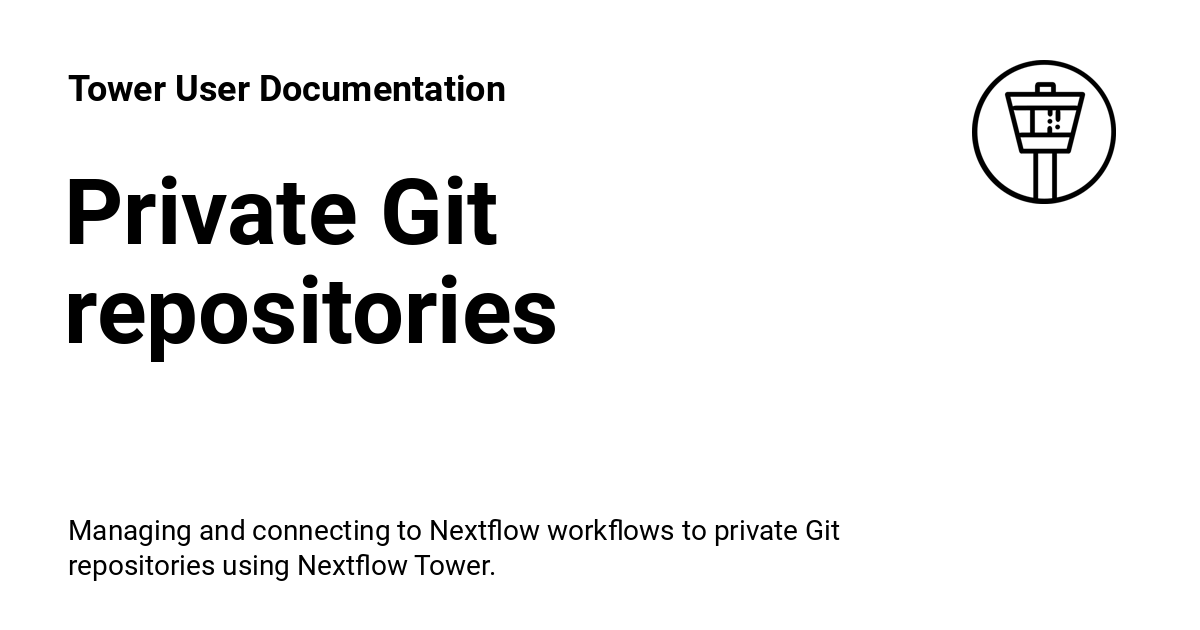 Tower User Documentation
Private Git
repositories
Managing and connecting to Nextflow workflows to private Git
repositories using Nextflow Tower.